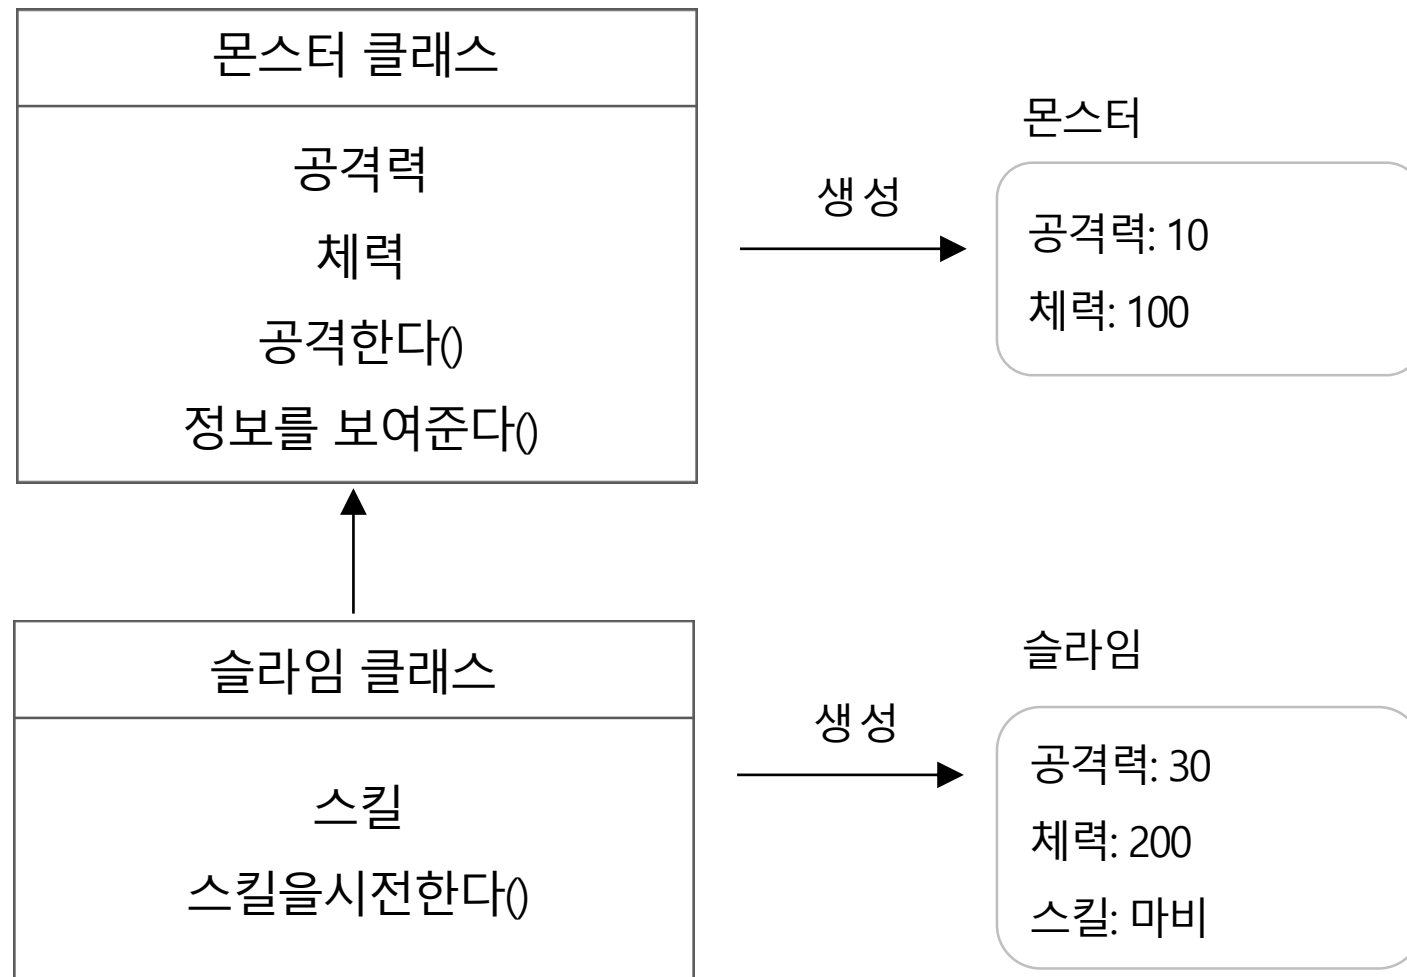 몬스터 클래스
공격력
체력
공격한다()
정보를 보여준다()
생성
몬스터
공격력: 10
체력: 100
슬라임 클래스
스킬
스킬을시전한다()
생성
슬라임
공격력: 30
체력: 200
스킬: 마비